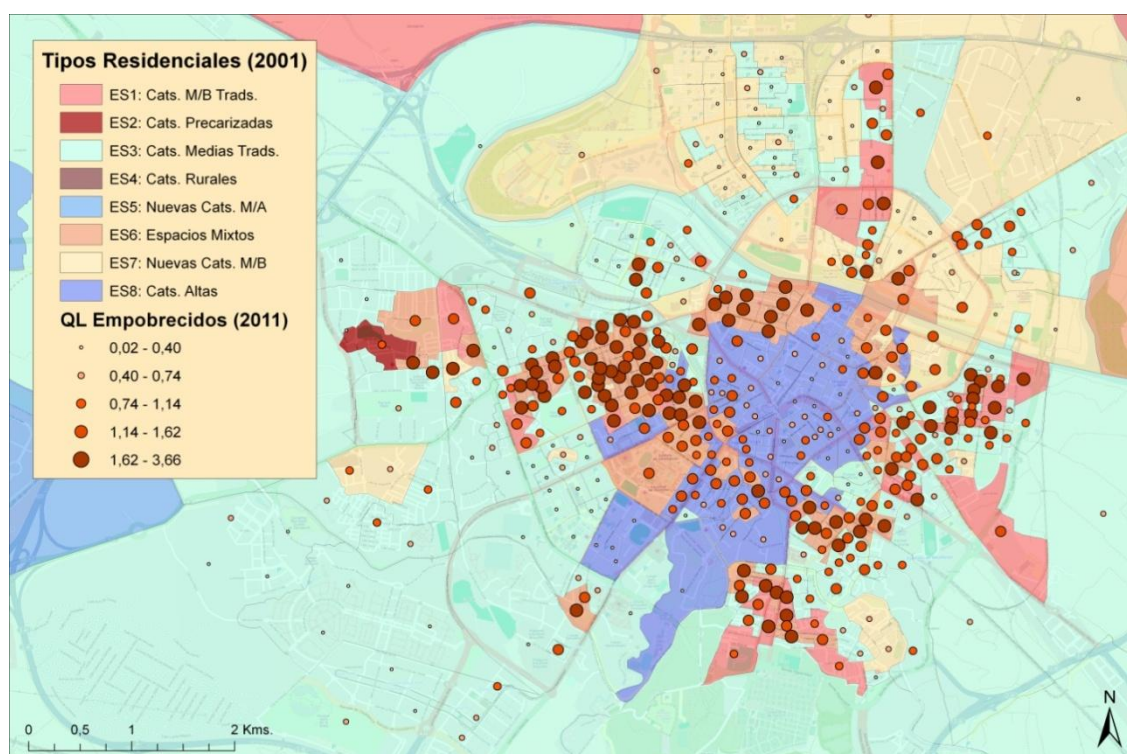 Tipos Residenciales (2001)
ES1: Cats. M/B Trads.
ES2: Cats. Precarizadas
ES3: Cats. Medias Trads.
ES4: Cats. Rurales
ES5: Nuevas Cats. M/A
ES6: Espacios Mixtos
ES7: Nuevas Cats. M/B
ES8: Cats. Altas
QL Empobrecidos (2011)
0,02 - 0,40
0,40 - 0,74
0,74 - 1,14
1,14 - 1,62
1,62 - 3,66
N
0 0,5 1 2 Kms.